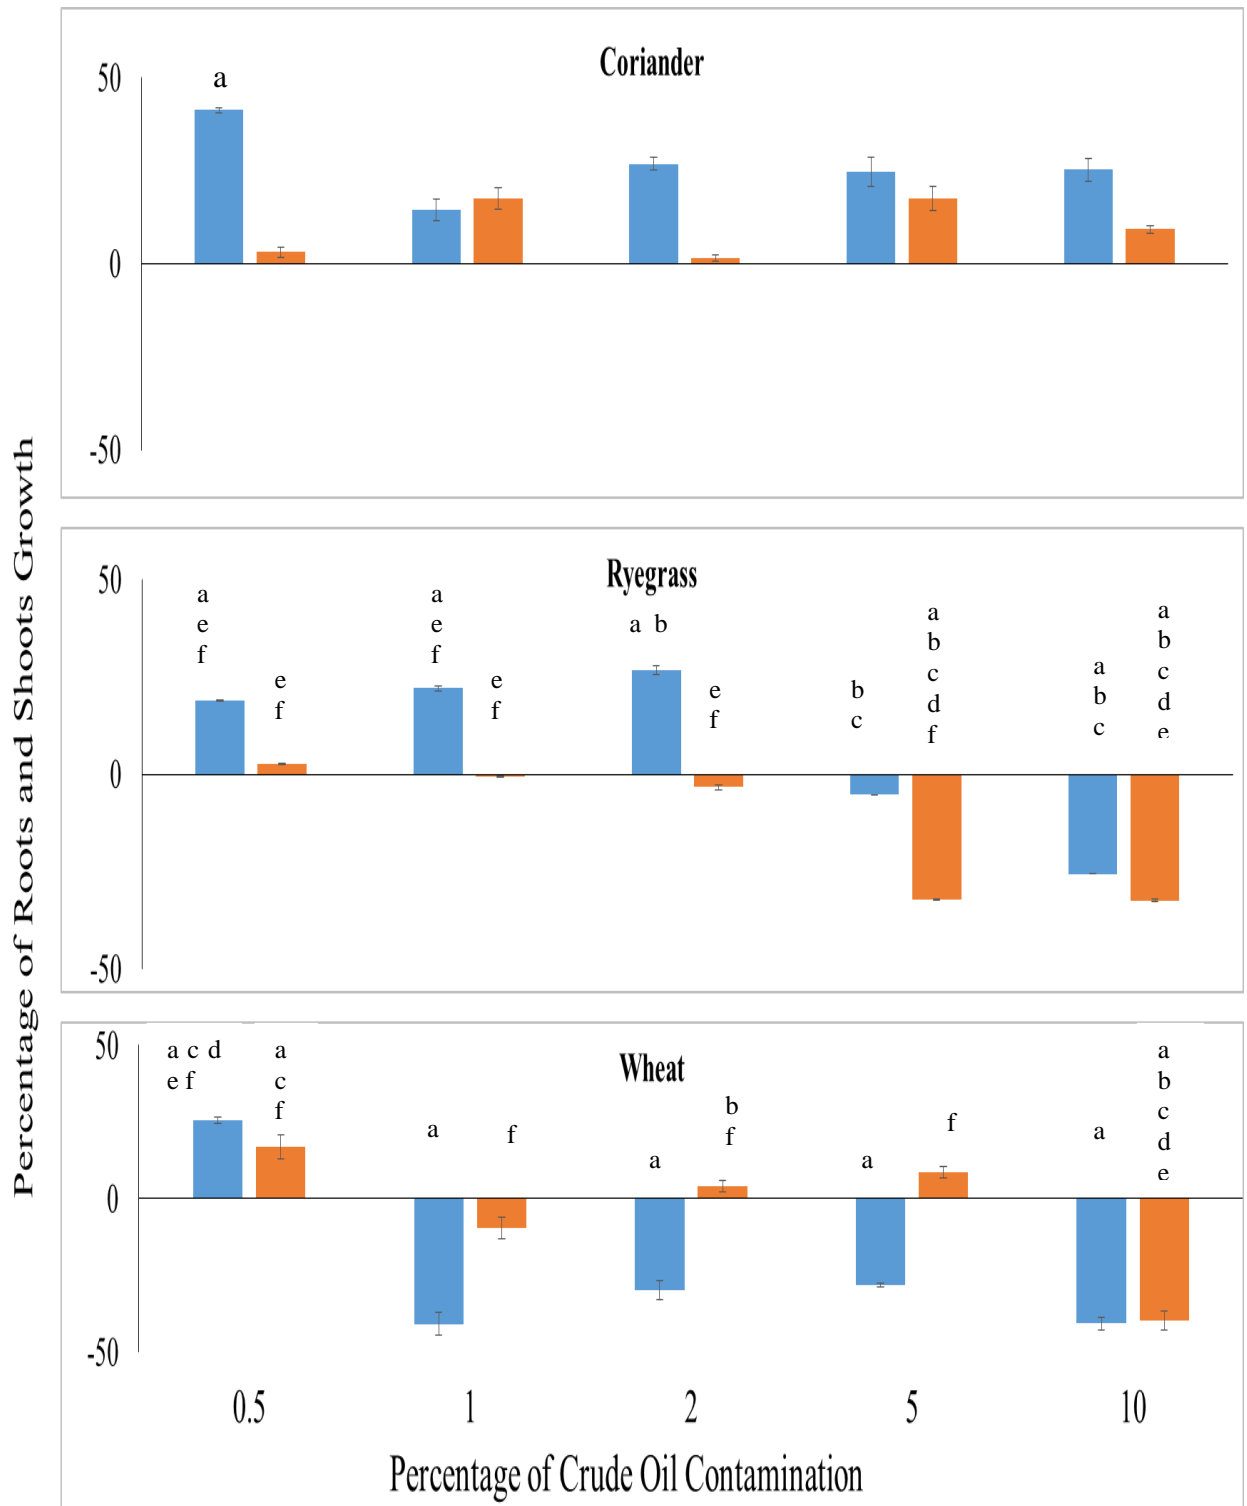 Percentage of Roots and Shoots Growth
Coriander
50
a
0
-50
Ryegrass
50
a
e
f
e
f
a
e
f
e
f
a b
e
f
b
c
a
b
c
d
f
a
b
c
a
b
c
d
e
0
-50
Wheat
50
a c d
e f
a
c
f
a
f
a
b
f
a
f
a
a
b
c
d
e
0
-50
0.5 1 2 5 10
Percentage of Crude Oil Contamination